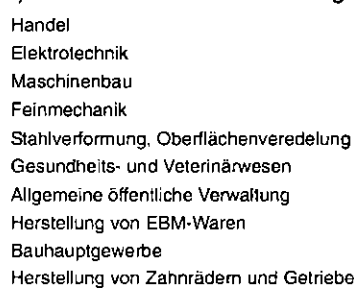 Handel
Elektrotechnik
Maschinenbau
Feinmechanik
Stahlverformung, Oberflächenveredelung
Gesundheits- und Veterinärwesen
Allgemeine öffentliche Verwaltung
Herstellung von EBM-Waren
Bauhauptgewerbe
Herstellung von Zahnrädern und Getriebe